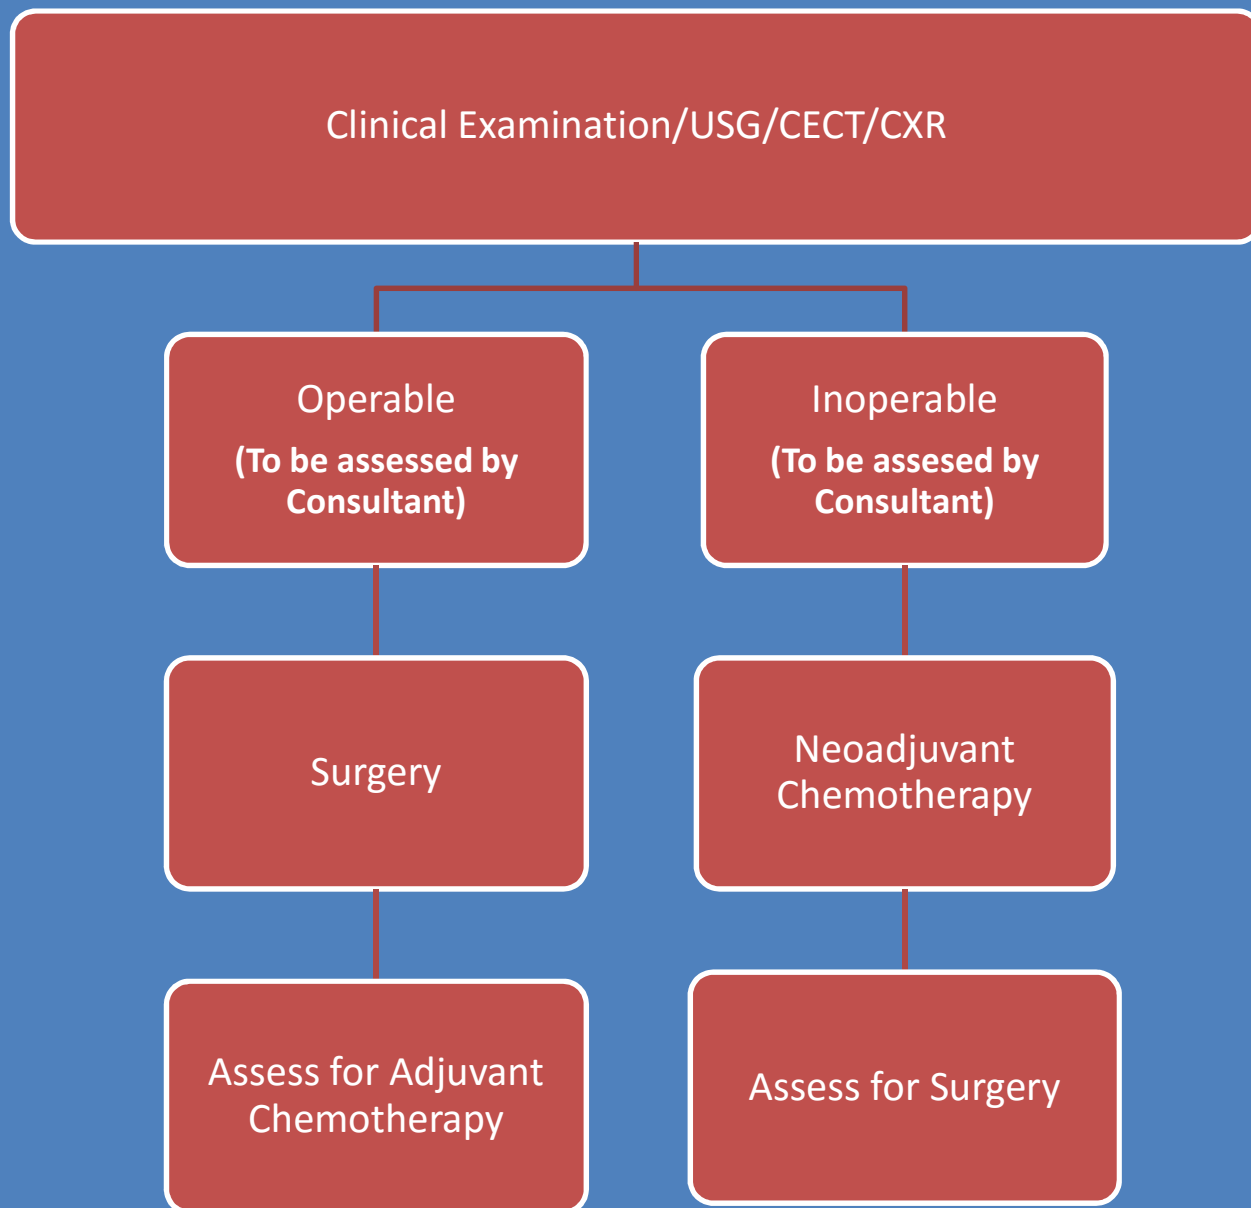 Clinical Examination/USG/CECT/CXR
Operable
(To be assessed by
Consultant)
Inoperable
(To be assesed by
Consultant)
Surgery
Neoadjuvant
Chemotherapy
Assess for Adjuvant
Chemotherapy
Assess for Surgery